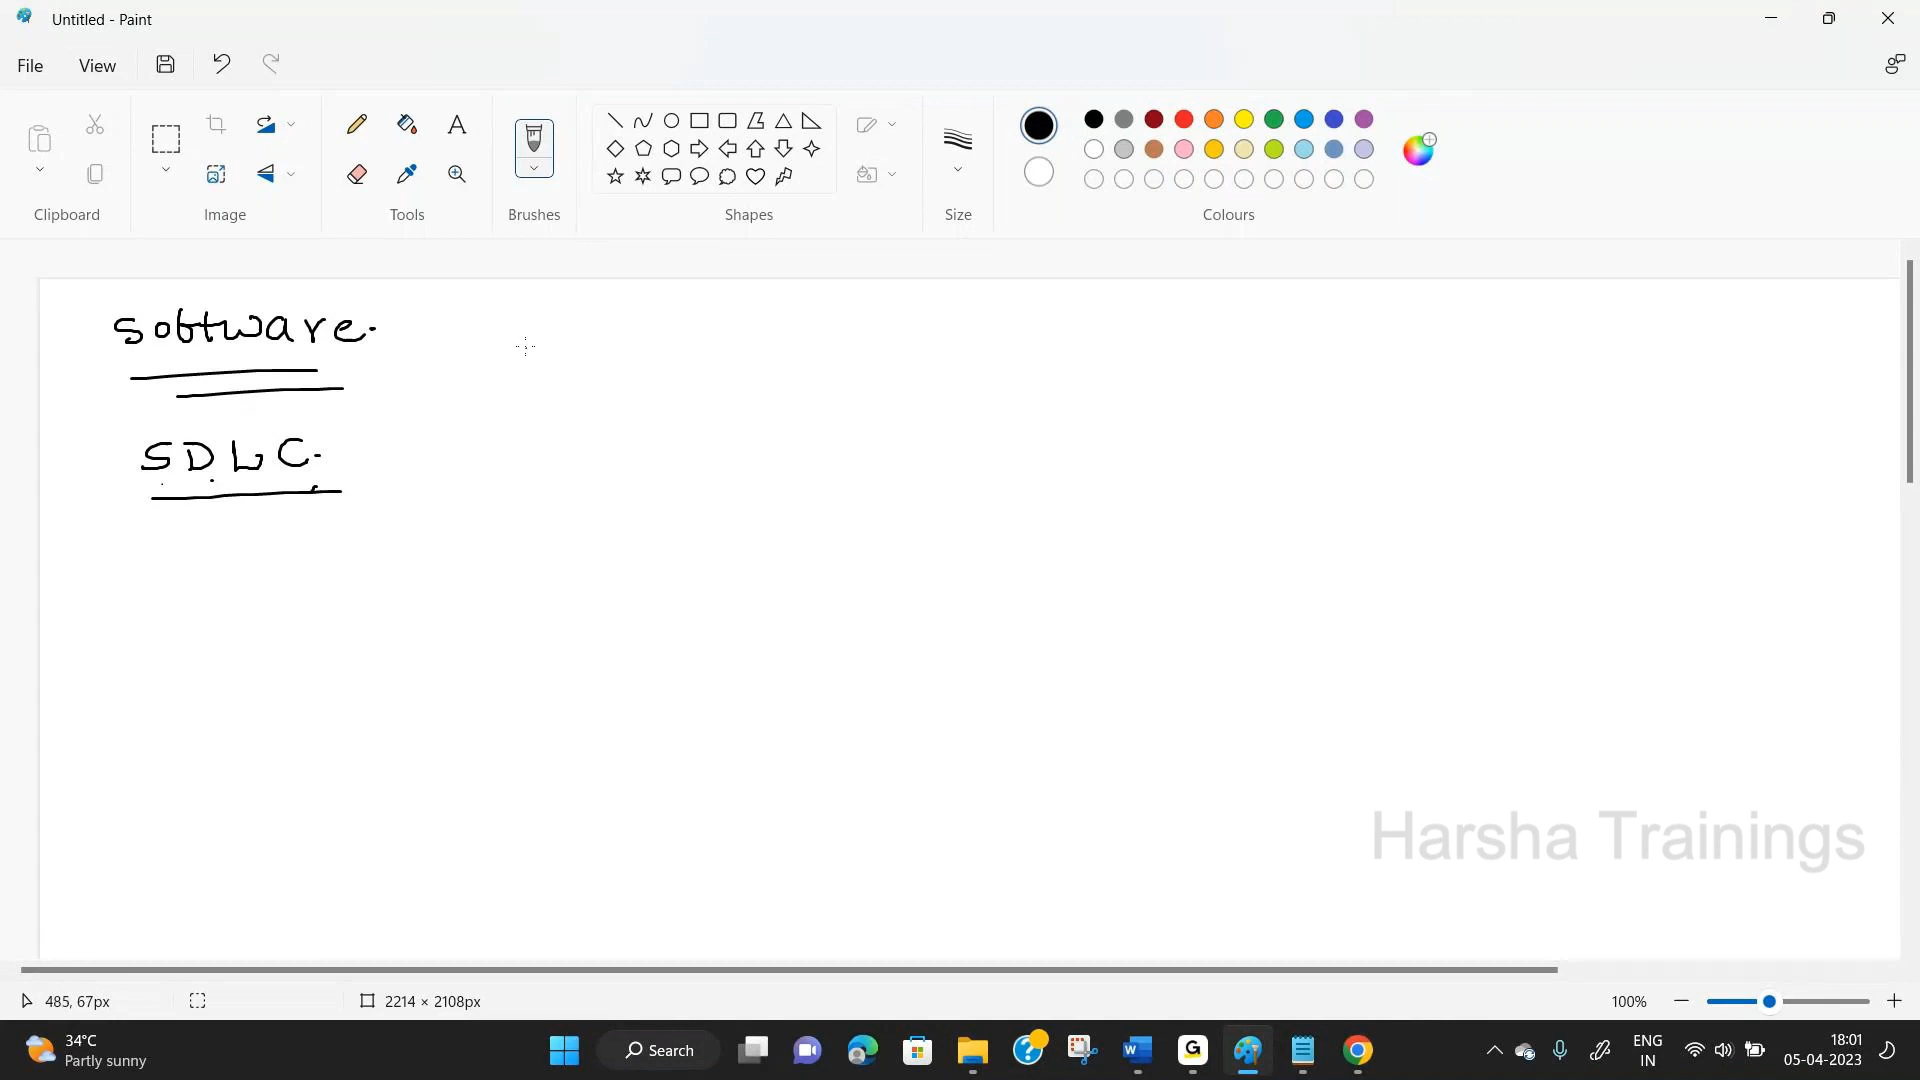 Untitled - Paint
File View
Clipboard
Image
Tools
Brushes
Shapes
Size
Colours
software.
SDLC.
Harsha Trainings
485, 67px
2214 × 2108px
100%
34°C
Partly sunny
Search
ENG
IN
18:01
05-04-2023